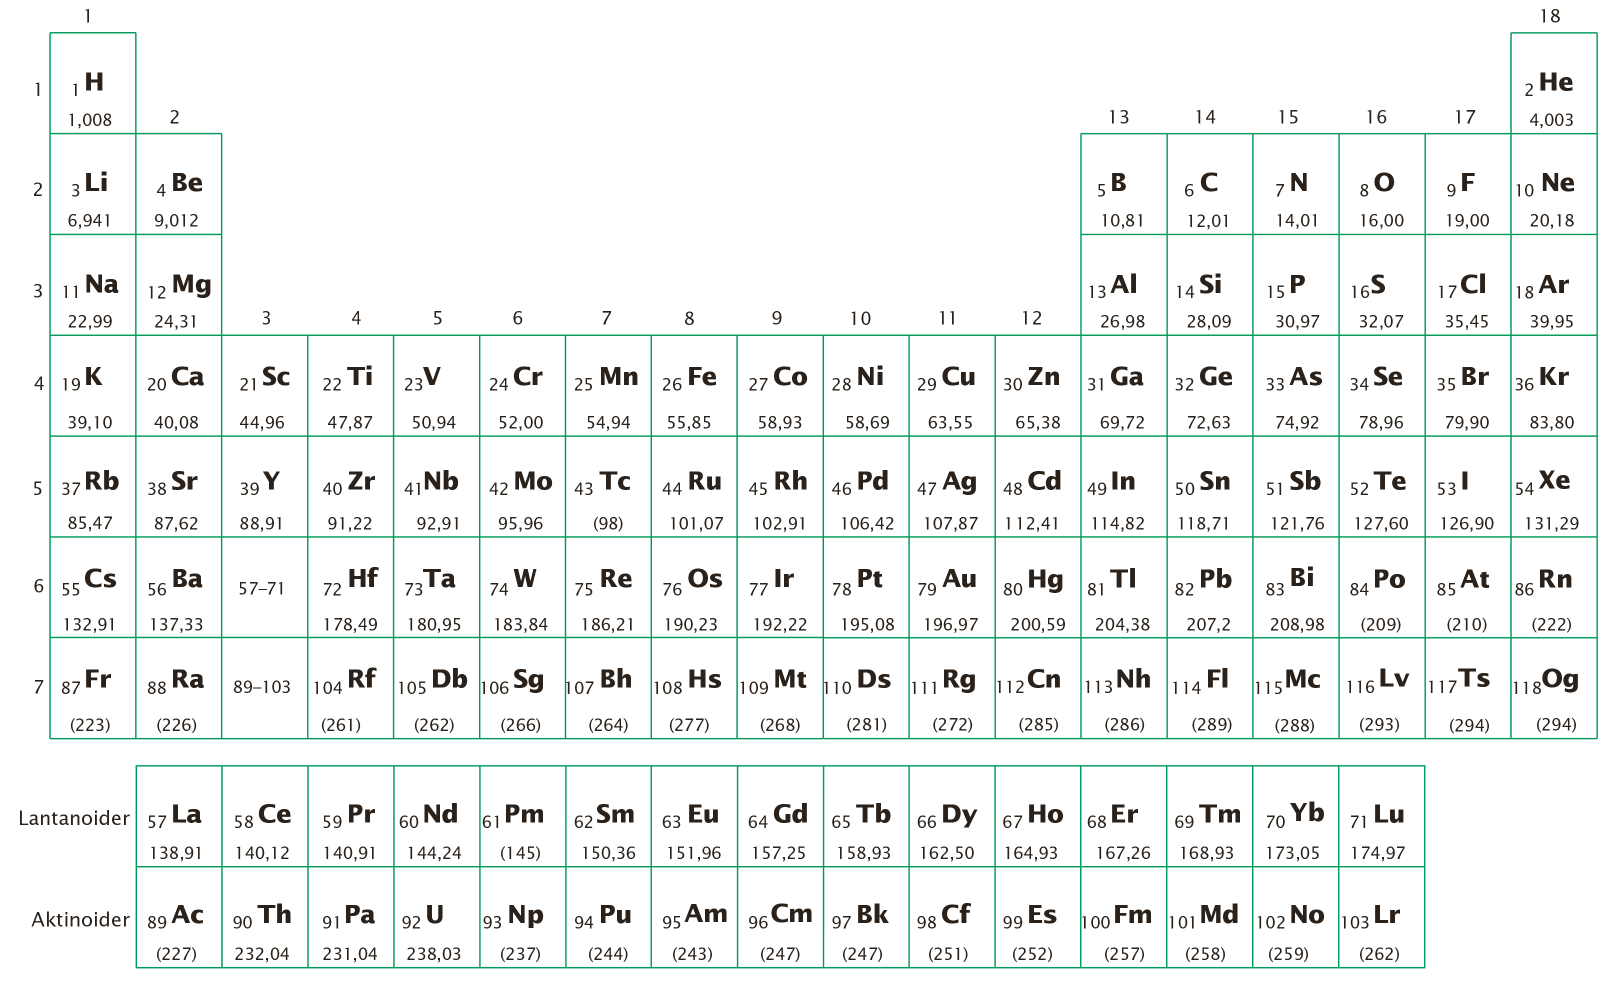 1 18
1 1 H 2 He
1,008 2 13 14 15 16 17 4,003
2 3 Li 4 Be 5 B 6 C 7 N 8 O 9 F 10 Ne
6,941 9,012 10,81 12,01 14,01 16,00 19,00 20,18
3 11 Na 12 Mg 13 Al 14 Si 15 P 16 S 17 Cl 18 Ar
22,99 24,31 3 4 5 6 7 8 9 10 11 12 26,98 28,09 30,97 32,07 35,45 39,95
4 19 K 20 Ca 21 Sc 22 Ti 23 V 24 Cr 25 Mn 26 Fe 27 Co 28 Ni 29 Cu 30 Zn 31 Ga 32 Ge 33 As 34 Se 35 Br 36 Kr
39,10 40,08 44,96 47,87 50,94 52,00 54,94 55,85 58,93 58,69 63,55 65,38 69,72 72,63 74,92 78,96 79,90 83,80
5 37 Rb 38 Sr 39 Y 40 Zr 41 Nb 42 Mo 43 Tc 44 Ru 45 Rh 46 Pd 47 Ag 48 Cd 49 In 50 Sn 51 Sb 52 Te 53 I 54 Xe
85,47 87,62 88,91 91,22 92,91 95,96 (98) 101,07 102,91 106,42 107,87 112,41 114,82 118,71 121,76 127,60 126,90 131,29
6 55 Cs 56 Ba 57–71 72 Hf 73 Ta 74 W 75 Re 76 Os 77 Ir 78 Pt 79 Au 80 Hg 81 Tl 82 Pb 83 Bi 84 Po 85 At 86 Rn
132,91 137,33 178,49 180,95 183,84 186,21 190,23 192,22 195,08 196,97 200,59 204,38 207,2 208,98 (209) (210) (222)
7 87 Fr 88 Ra 89–103 104 Rf 105 Db 106 Sg 107 Bh 108 Hs 109 Mt 110 Ds 111 Rg 112 Cn 113 Nh 114 Fl 115 Mc 116 Lv 117 Ts 118 Og
(223) (226) (261) (262) (266) (264) (277) (268) (281) (272) (285) (286) (289) (288) (293) (294) (294)
Lantanoider 57 La 58 Ce 59 Pr 60 Nd 61 Pm 62 Sm 63 Eu 64 Gd 65 Tb 66 Dy 67 Ho 68 Er 69 Tm 70 Yb 71 Lu
138,91 140,12 140,91 144,24 (145) 150,36 151,96 157,25 158,93 162,50 164,93 167,26 168,93 173,05 174,97
Aktinoider 89 Ac 90 Th 91 Pa 92 U 93 Np 94 Pu 95 Am 96 Cm 97 Bk 98 Cf 99 Es 100 Fm 101 Md 102 No 103 Lr
(227) 232,04 231,04 238,03 (237) (244) (243) (247) (247) (251) (252) (257) (258) (259) (262)